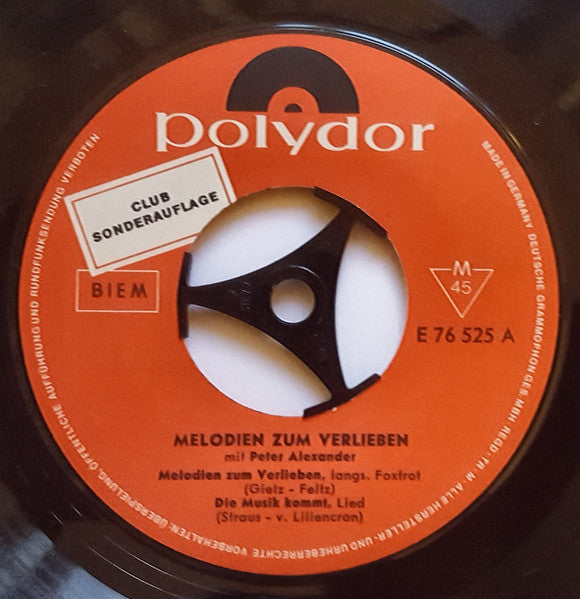 polydor
CLUB
SONDERAUFLAGE
BIEM
M
45
E 76 525 A
MELODIEN ZUM VERLIEBEN
mit Peter Alexander
Melodien zum Verlieben, langs. Foxtrot
(Gietz - Feltz)
Die Musik kommt, Lied
(Straus - v. Liliencron)
MADE IN GERMANY DEUTSCHE GRAMMOPHON GES. MBH. REGD · TR · M · ALLE HERSTELLER- UND URHEBERRECHTE VORBEHALTEN · ÜBERSPIELUNG, ÖFFENTLICHE AUFFÜHRUNG UND RUNDFUNKSENDUNG VERBOTEN